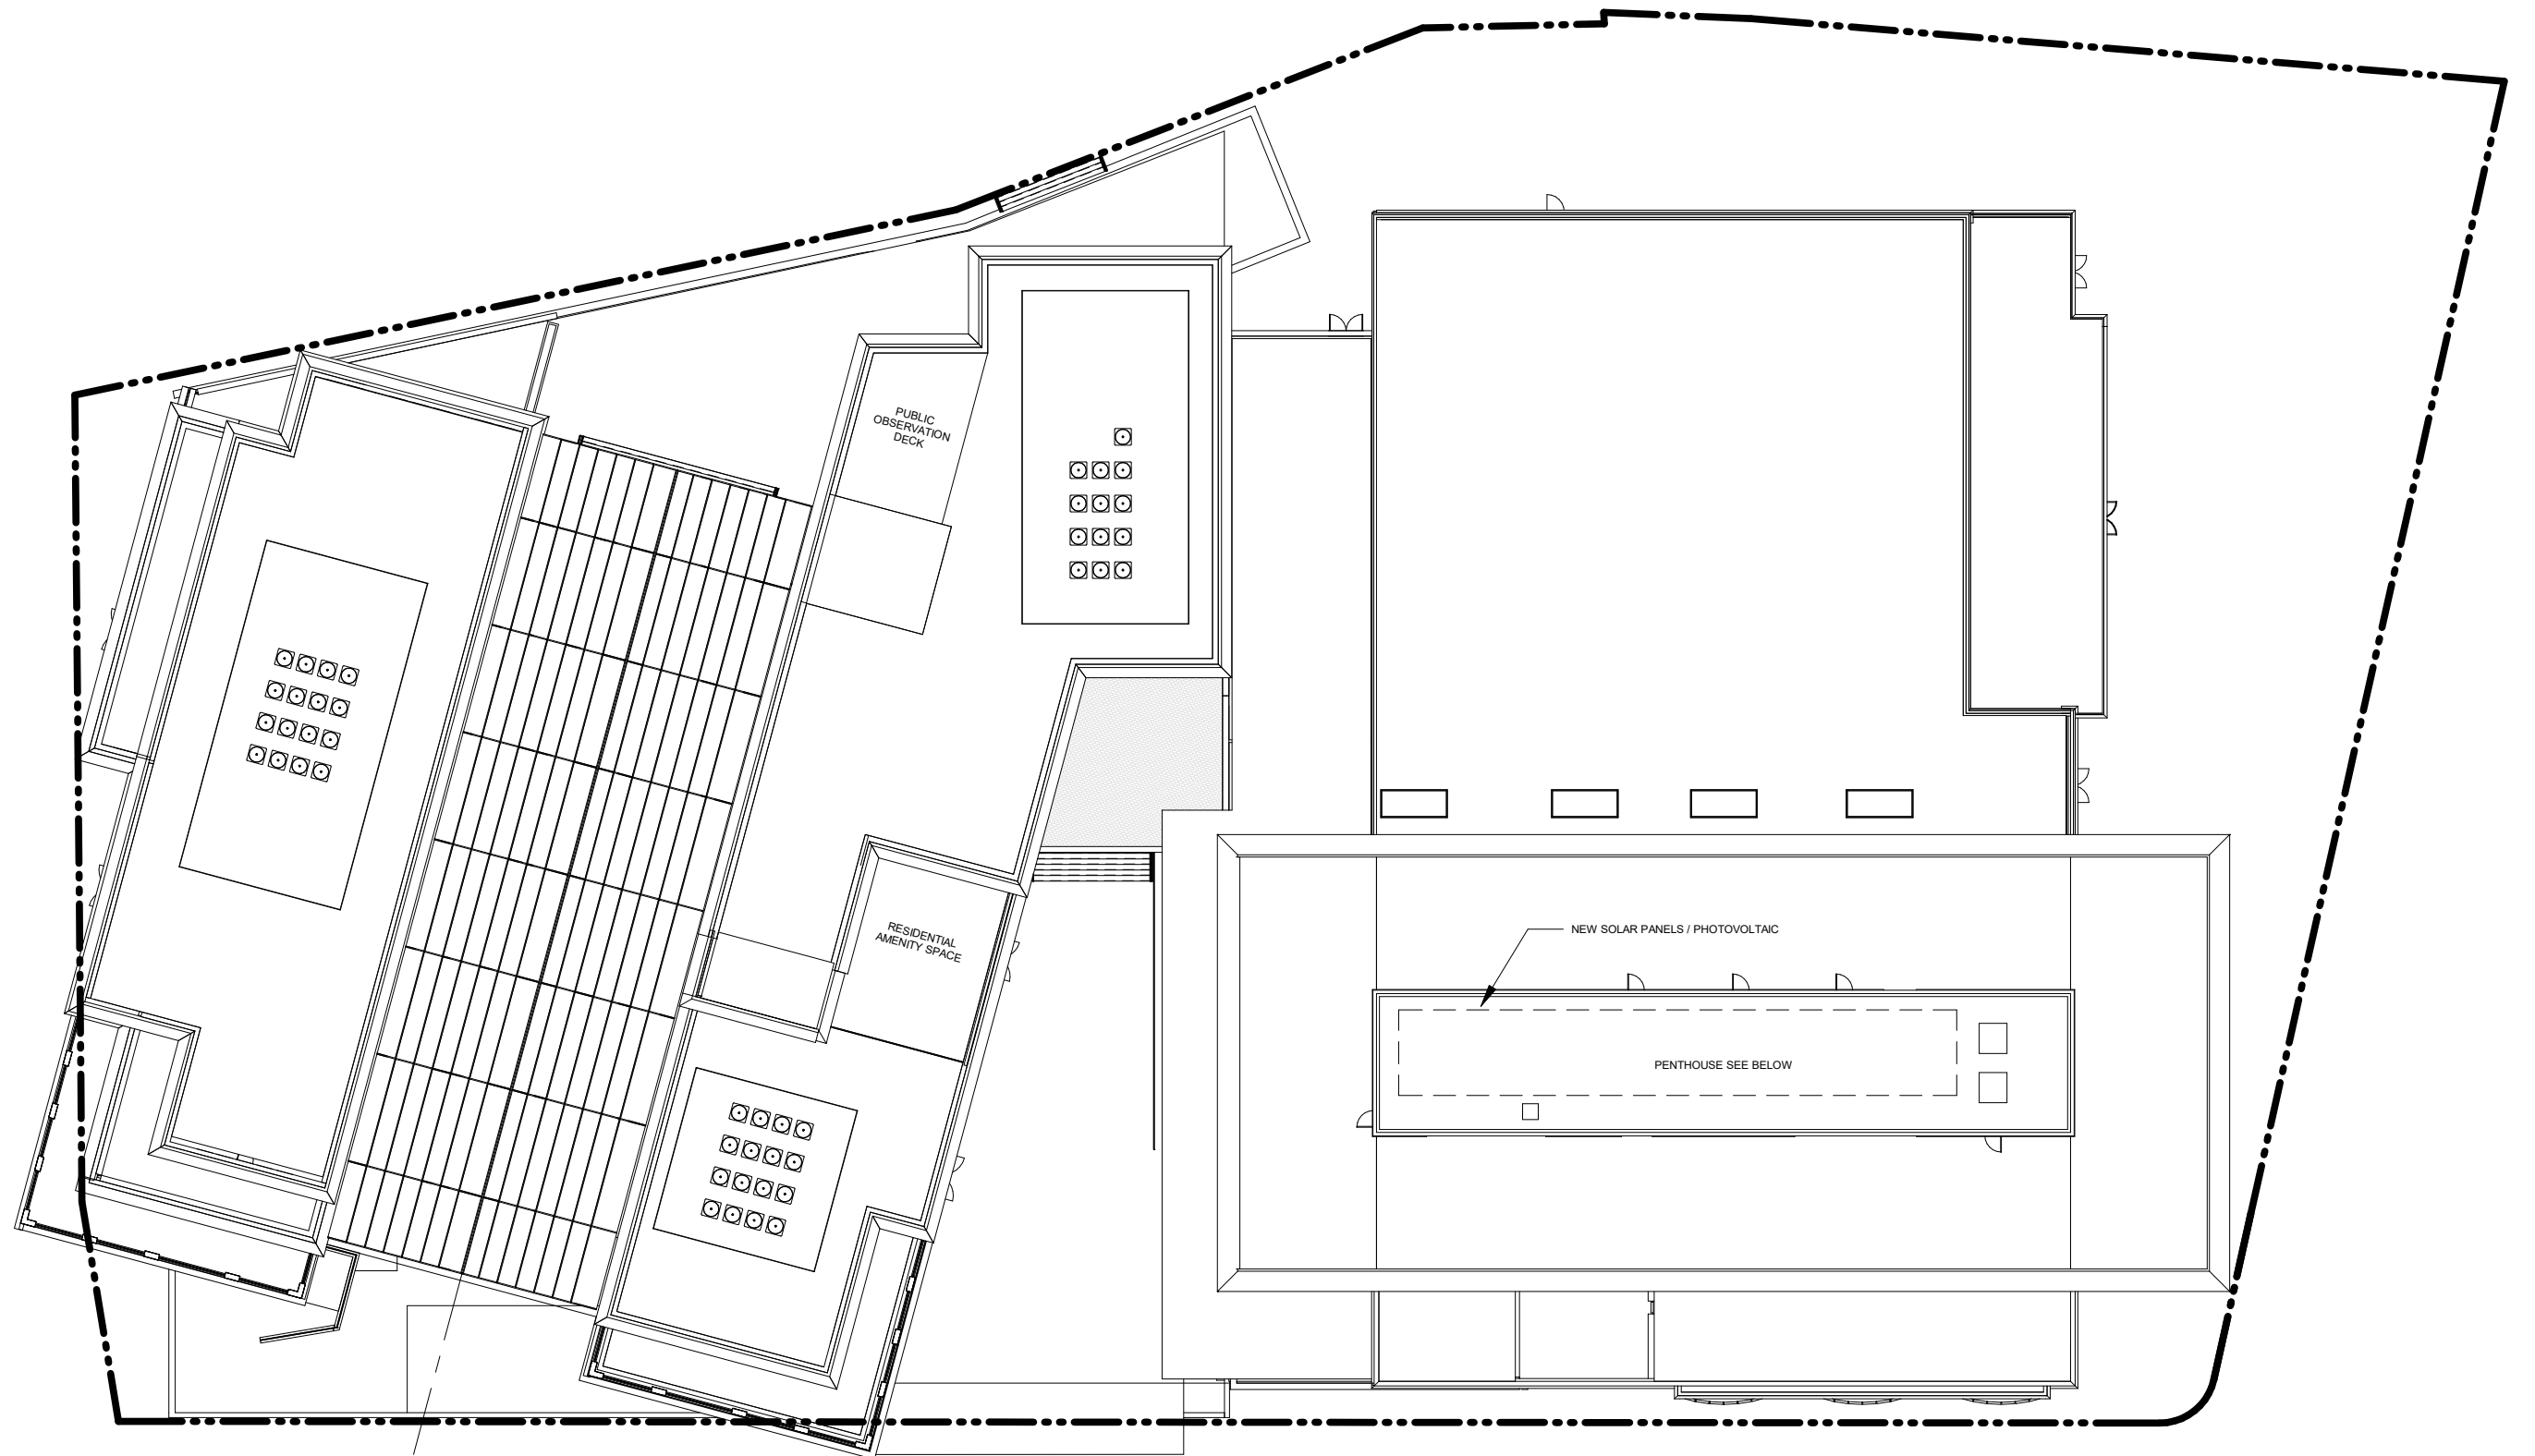 PUBLIC
OBSERVATION
DECK
RESIDENTIAL
AMENITY SPACE
NEW SOLAR PANELS / PHOTOVOLTAIC
PENTHOUSE SEE BELOW